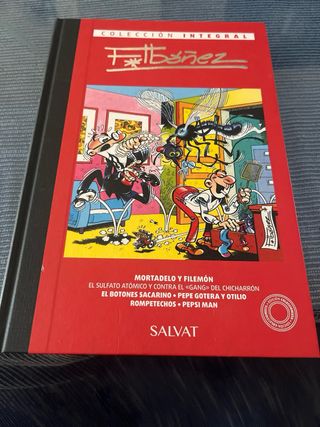 COLECCIÓN INTEGRAL
F. Ibáñez
MORTADELO Y FILEMÓN
EL SULFATO ATÓMICO Y CONTRA EL «GANG» DEL CHICHARRÓN
EL BOTONES SACARINO • PEPE GOTERA Y OTILIO
ROMPETECHOS • PEPSI MAN
SALVAT